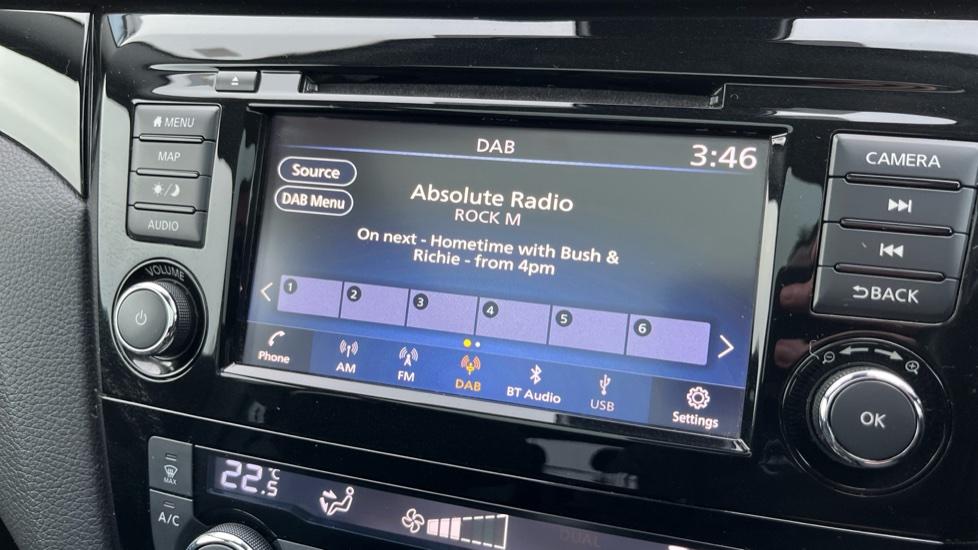 MENU
MAP
AUDIO
VOLUME
DAB
3:46
Source
DAB Menu
Absolute Radio
ROCK M
On next - Hometime with Bush &
Richie - from 4pm
1 2 3 4 5 6
Phone
AM
FM
DAB
BT Audio
USB
Settings
CAMERA
BACK
OK
MAX
A/C
22.5°C
DUAL